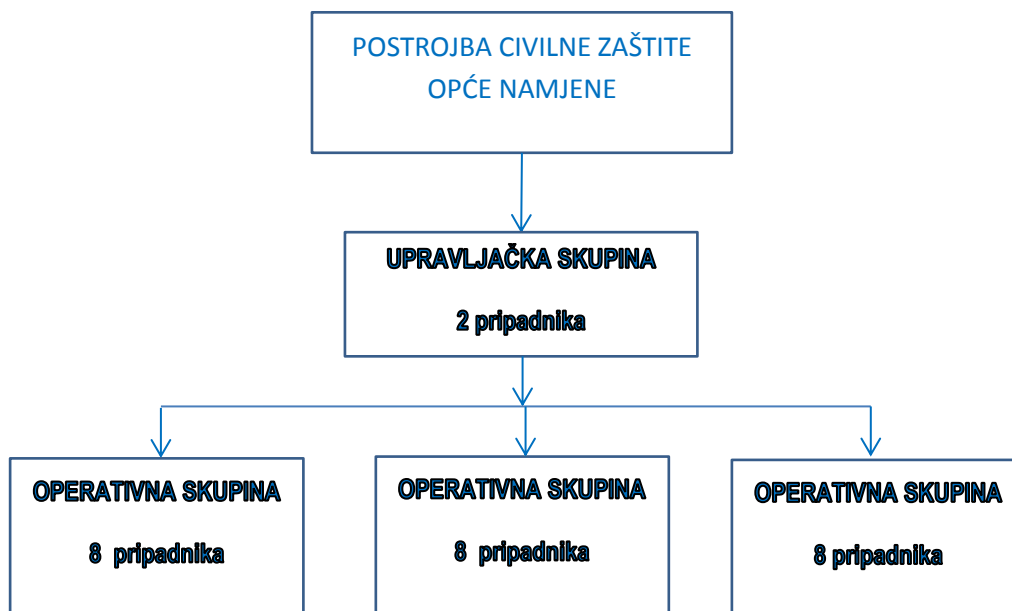 POSTROJBA CIVILNE ZAŠTITE
OPĆE NAMJENE
UPRAVLJAČKA SKUPINA
2 pripadnika
OPERATIVNA SKUPINA
8 pripadnika
OPERATIVNA SKUPINA
8 pripadnika
OPERATIVNA SKUPINA
8 pripadnika